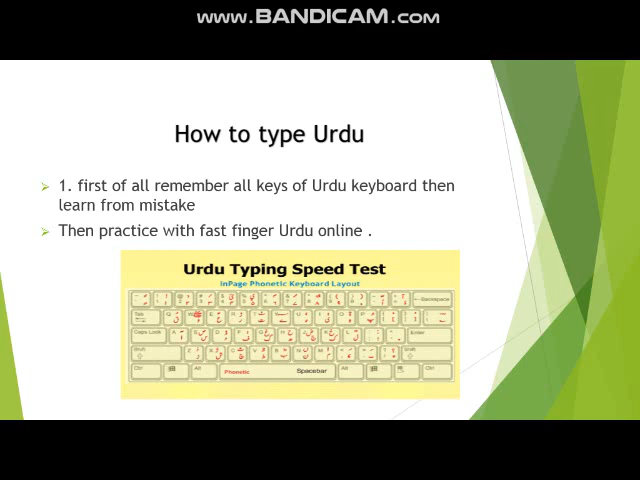 www.BANDICAM.com
How to type Urdu
1. first of all remember all keys of Urdu keyboard then
learn from mistake
Then practice with fast finger Urdu online .
Urdu Typing Speed Test
InPage Phonetic Keyboard Layout
Backspace
Tab
Caps Lock
Enter
Shift
Shift
Ctrl
Alt
Phonetic
Spacebar
Alt
Ctrl